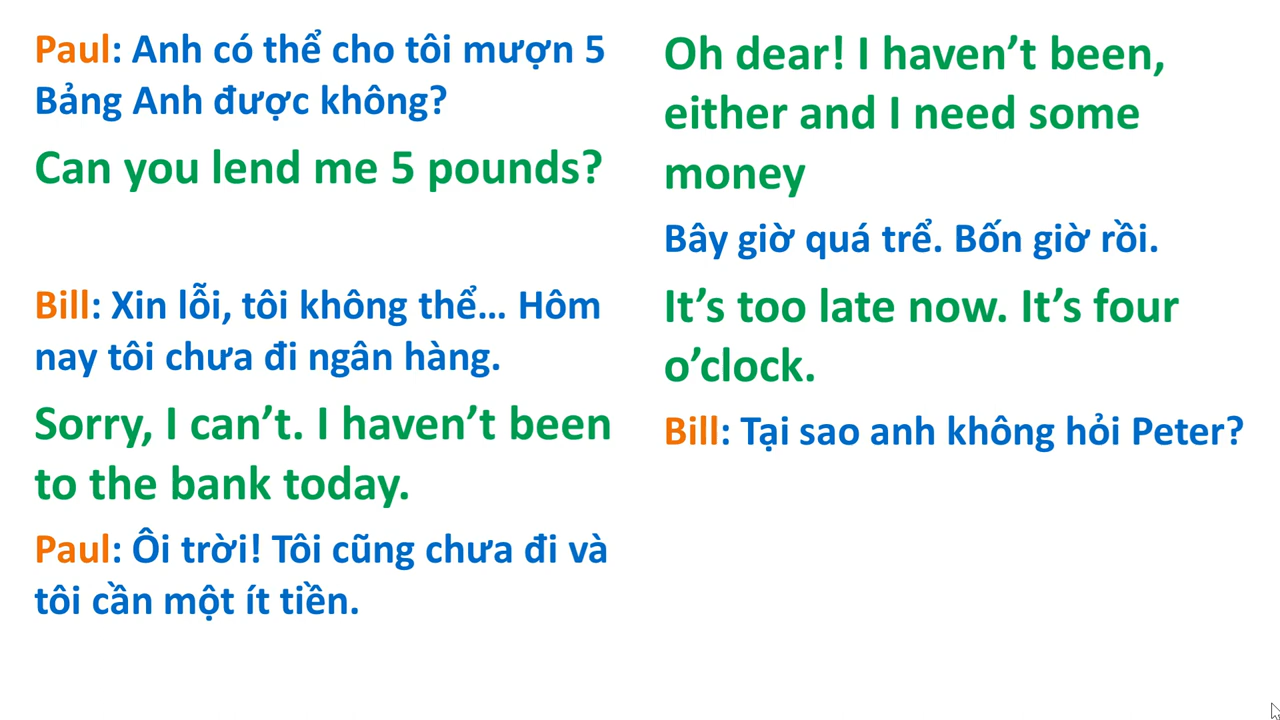 Paul: Anh có thể cho tôi mượn 5
Bảng Anh được không?
Can you lend me 5 pounds?
Bill: Xin lỗi, tôi không thể... Hôm
nay tôi chưa đi ngân hàng.
Sorry, I can't. I haven't been
to the bank today.
Paul: Ôi trời! Tôi cũng chưa đi và
tôi cần một ít tiền.
Oh dear! I haven't been,
either and I need some
money
Bây giờ quá trể. Bốn giờ rồi.
It's too late now. It's four
o'clock.
Bill: Tại sao anh không hỏi Peter?